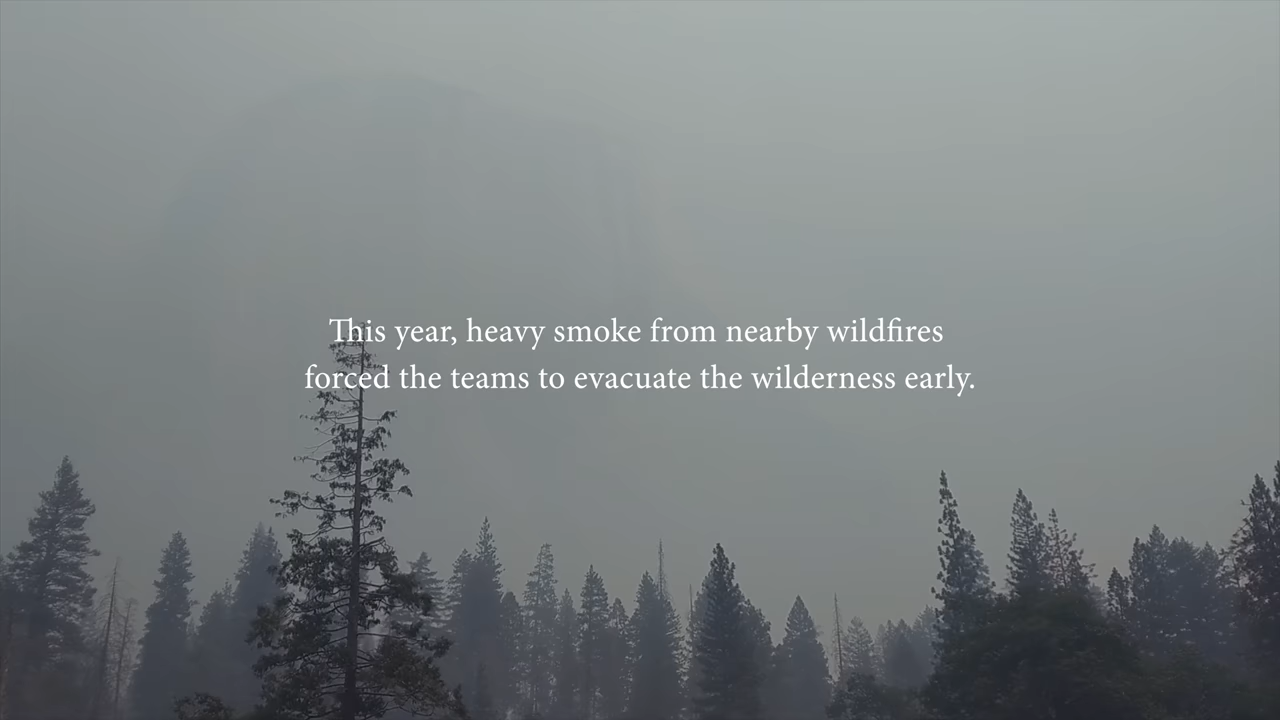 This year, heavy smoke from nearby wildfires
forced the teams to evacuate the wilderness early.